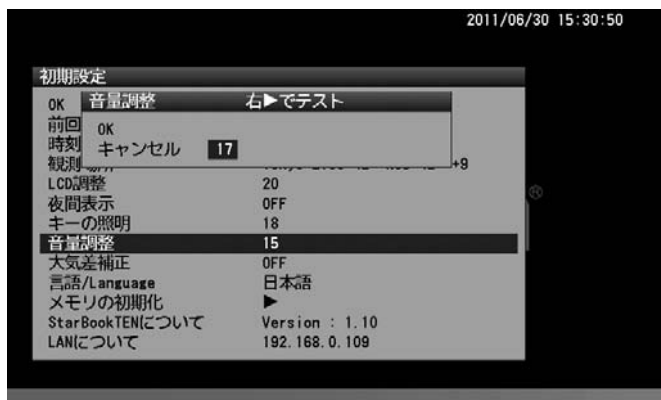 2011/06/30 15:30:50
初期設定
音量調整 右▶でテスト
OK
キャンセル 17
OK
前回
時刻
観測 +9
LCD調整 20
夜間表示 OFF
キーの照明 18
音量調整 15
大気差補正 OFF
言語/Language 日本語
メモリの初期化 ▶
StarBookTENについて Version : 1.10
LANについて 192.168.0.109
®